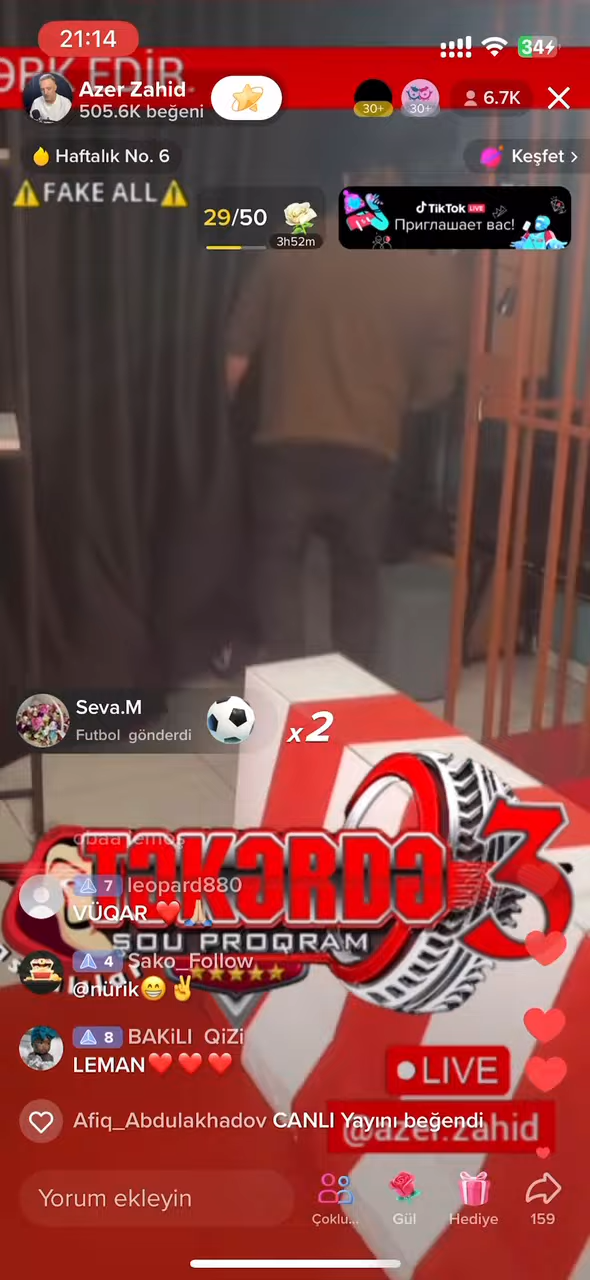 21:14
34
ƏRK EDİR.
Azer Zahid
505.6K beğeni
30+
30+
6.7K
Haftalık No. 6
Keşfet >
⚠️FAKE ALL⚠️
29/50
3h52m
TikTok LIVE
Приглашает вас!
Seva.M
Futbol gönderdi
x2
TƏKƏRDƏ 3
ŞOU PROQRAM
7 leopard880
VÜQAR ❤️🙏🏼
4 Sako_Follow
@nurik😁✌️
8 BAKiLI QiZi
LEMAN❤️❤️❤️
LIVE
Afiq_Abdulakhadov CANLI Yayını beğendi
@azer.zahid
Yorum ekleyin
Çoklu...
Gül
Hediye
159